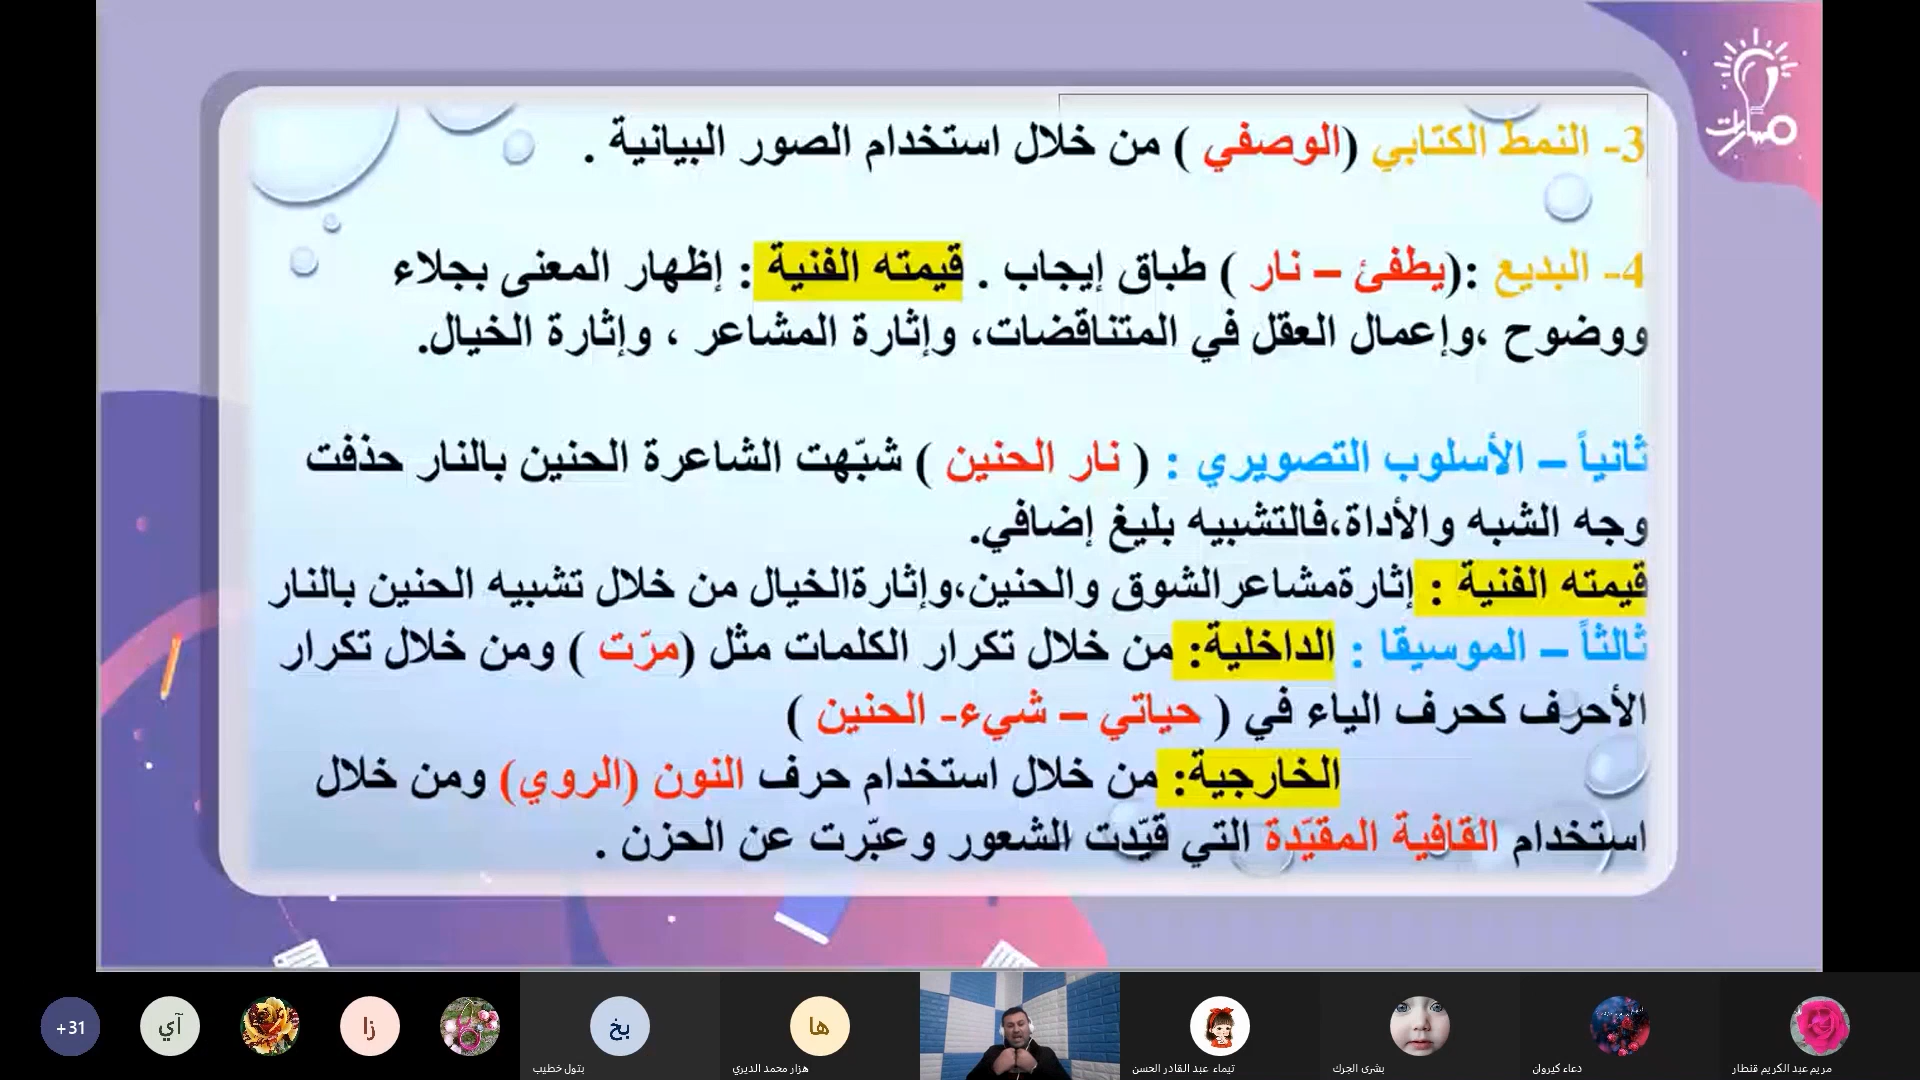 مسارات
3- النمط الكتابي (الوصفي ) من خلال استخدام الصور البيانية .
4- البديع :(يطفئ – نار ) طباق إيجاب . قيمته الفنية : إظهار المعنى بجلاء
ووضوح ،وإعمال العقل في المتناقضات، وإثارة المشاعر ، وإثارة الخيال.
ثانياً – الأسلوب التصويري : ( نار الحنين ) شبّهت الشاعرة الحنين بالنار حذفت
وجه الشبه والأداة،فالتشبيه بليغ إضافي.
قيمته الفنية : إثارةمشاعرالشوق والحنين،وإثارةالخيال من خلال تشبيه الحنين بالنار
ثالثاً – الموسيقا : الداخلية: من خلال تكرار الكلمات مثل (مرّت ) ومن خلال تكرار
الأحرف كحرف الياء في ( حياتي – شيء- الحنين )
الخارجية: من خلال استخدام حرف النون (الروي) ومن خلال
استخدام القافية المقيّدة التي قيّدت الشعور وعبّرت عن الحزن .
+31
آي
زا
بخ
ها
بتول خطيب
هزار محمد الديري
تيماء عبد القادر الحسن
بشرى الجرك
دعاء كيروان
مريم عبد الكريم قنطار